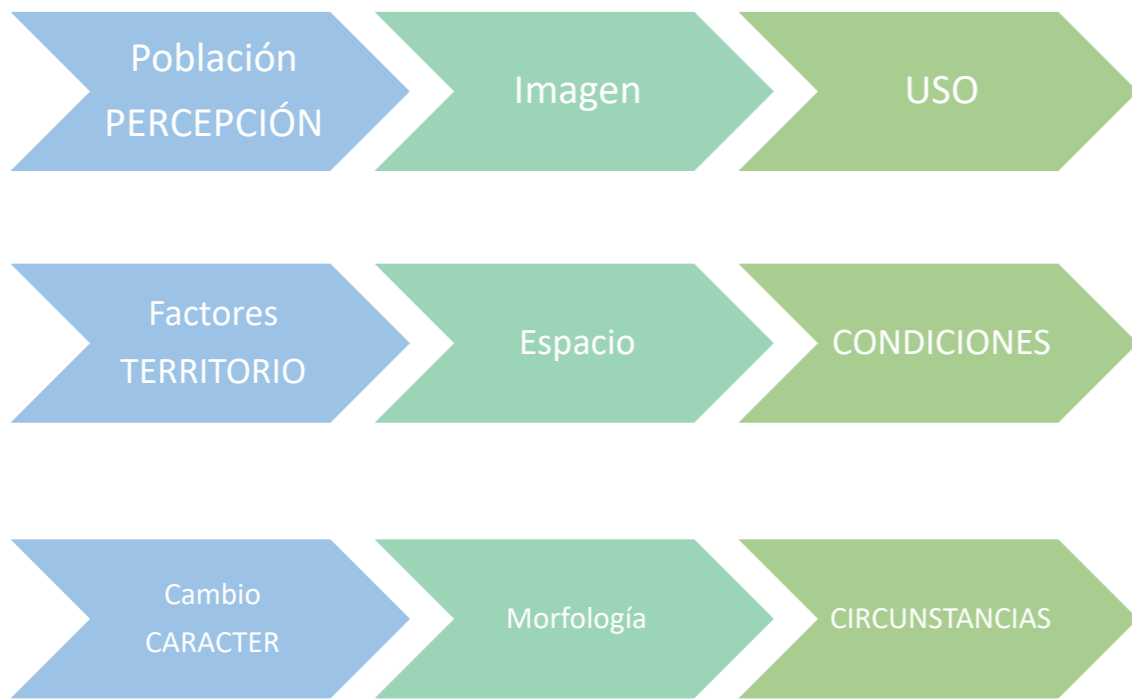 Población
PERCEPCIÓN
Imagen
USO
Factores
TERRITORIO
Espacio
CONDICIONES
Cambio
CARACTER
Morfología
CIRCUNSTANCIAS